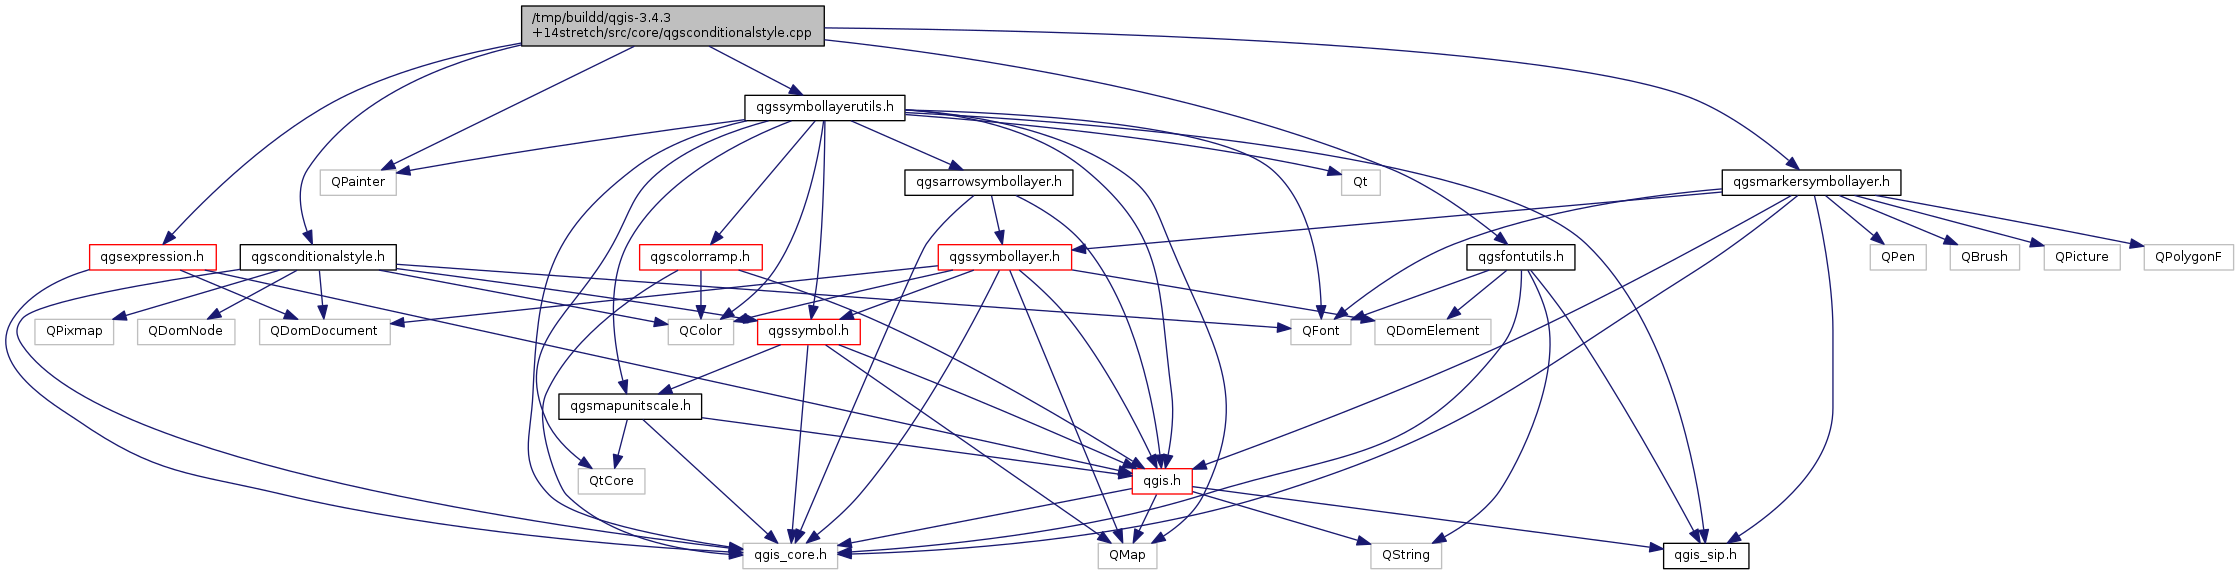 /tmp/buildd/qgis-3.4.3
+14stretch/src/core/qgsconditionalstyle.cpp
qgssymbollayerutils.h
QPainter
qgsarrowsymbollayer.h
Qt
qgsmarkersymbollayer.h
qgsexpression.h
qgsconditionalstyle.h
qgscolorramp.h
qgssymbollayer.h
qgsfontutils.h
QPen
QBrush
QPicture
QPolygonF
QPixmap
QDomNode
QDomDocument
QColor
qgssymbol.h
QFont
QDomElement
qgsmapunitscale.h
QtCore
qgis.h
qgis_core.h
QMap
QString
qgis_sip.h